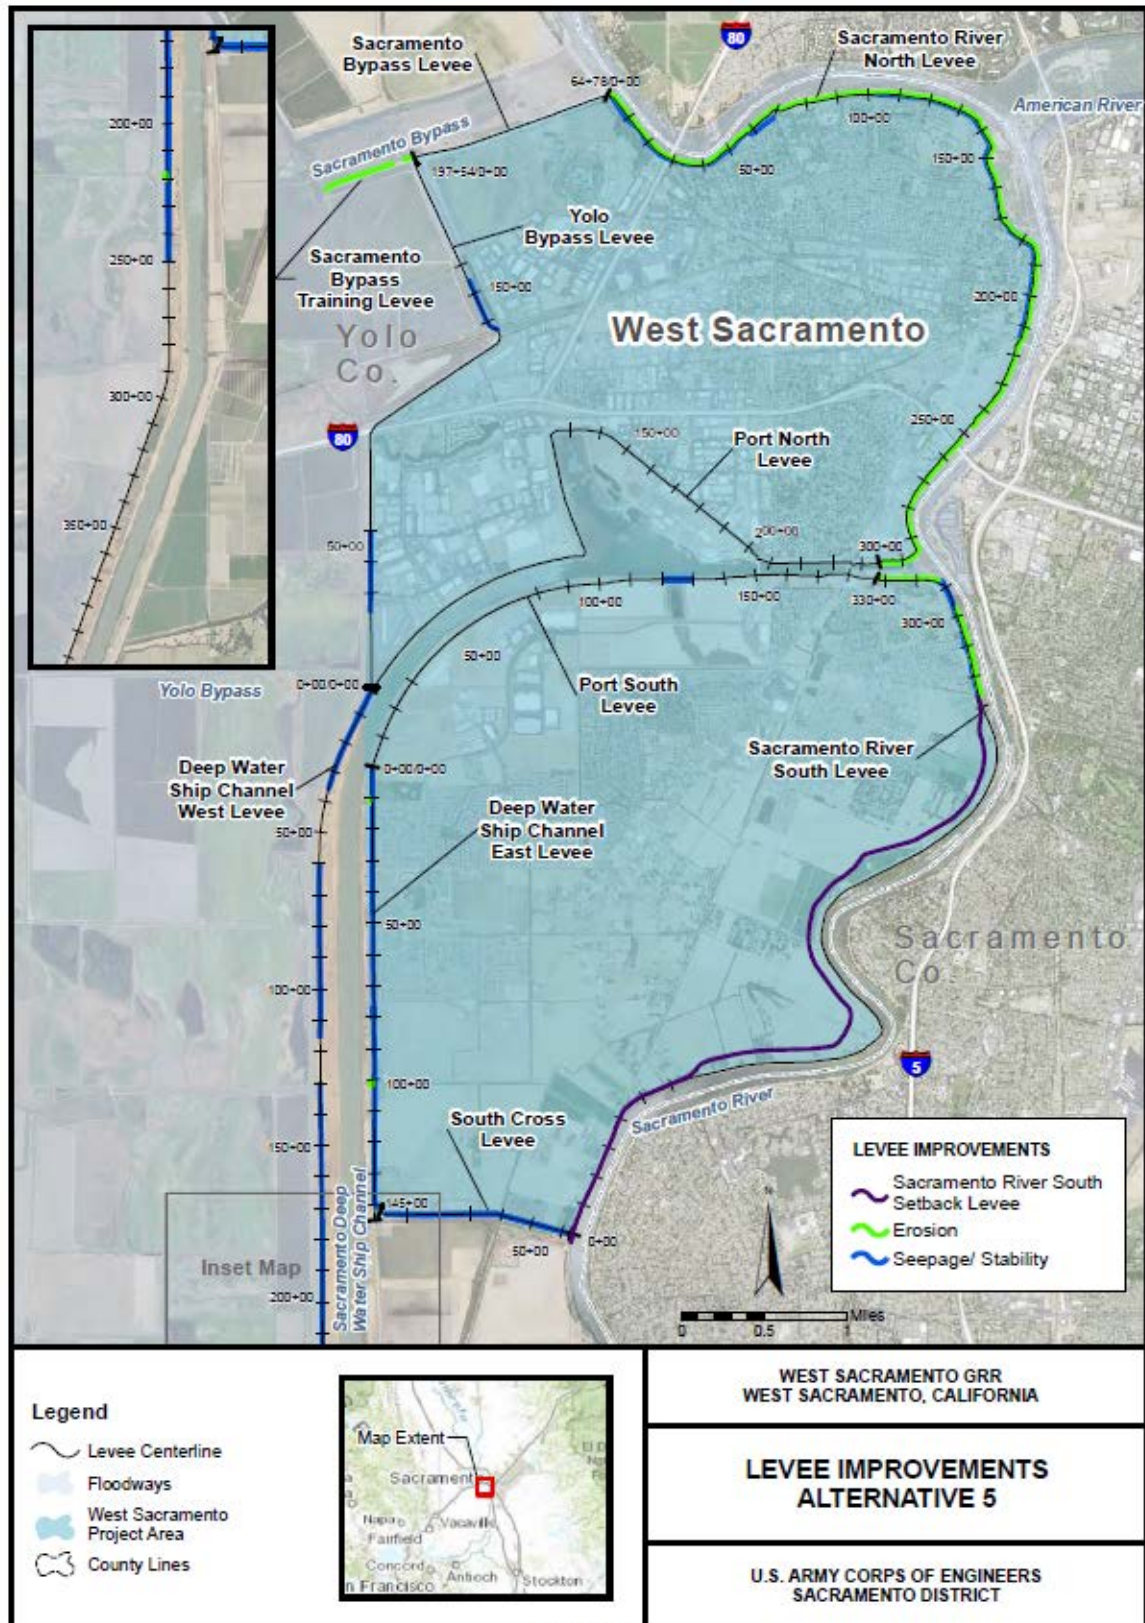 Sacramento
Bypass Levee
80
Sacramento River
North Levee
64+78/0+00
American River
100+00
200+00
Sacramento Bypass
150+00
50+00
197+54/0+00
Yolo
Bypass Levee
Sacramento
Bypass
Training Levee
250+00
150+00
200+00
West Sacramento
Yolo
Co.
300+00
80
250+00
150+00
Port North
Levee
350+00
50+00
200+00
300+00
100+00
150+00
330+00
300+00
50+00
Yolo Bypass
0+00/0+00
Port South
Levee
Sacramento River
South Levee
Deep Water
Ship Channel
West Levee
0+00/0+00
Deep Water
Ship Channel
East Levee
50+00
50+00
Sacramento
Co.
100+00
5
100+00
Sacramento River
South Cross
Levee
150+00
145+00
50+00
0+00
Sacramento Deep
Water Ship Channel
Inset Map
200+00
LEVEE IMPROVEMENTS
Sacramento River South
Setback Levee
Erosion
Seepage/ Stability
N
Miles
0 0.5 1
Legend
Levee Centerline
Floodways
West Sacramento
Project Area
County Lines
Map Extent
Sacrament
Napa
Vacaville
Fairfield
Concord
Antioch
Stockton
n Francisco
WEST SACRAMENTO GRR
WEST SACRAMENTO, CALIFORNIA
LEVEE IMPROVEMENTS
ALTERNATIVE 5
U.S. ARMY CORPS OF ENGINEERS
SACRAMENTO DISTRICT